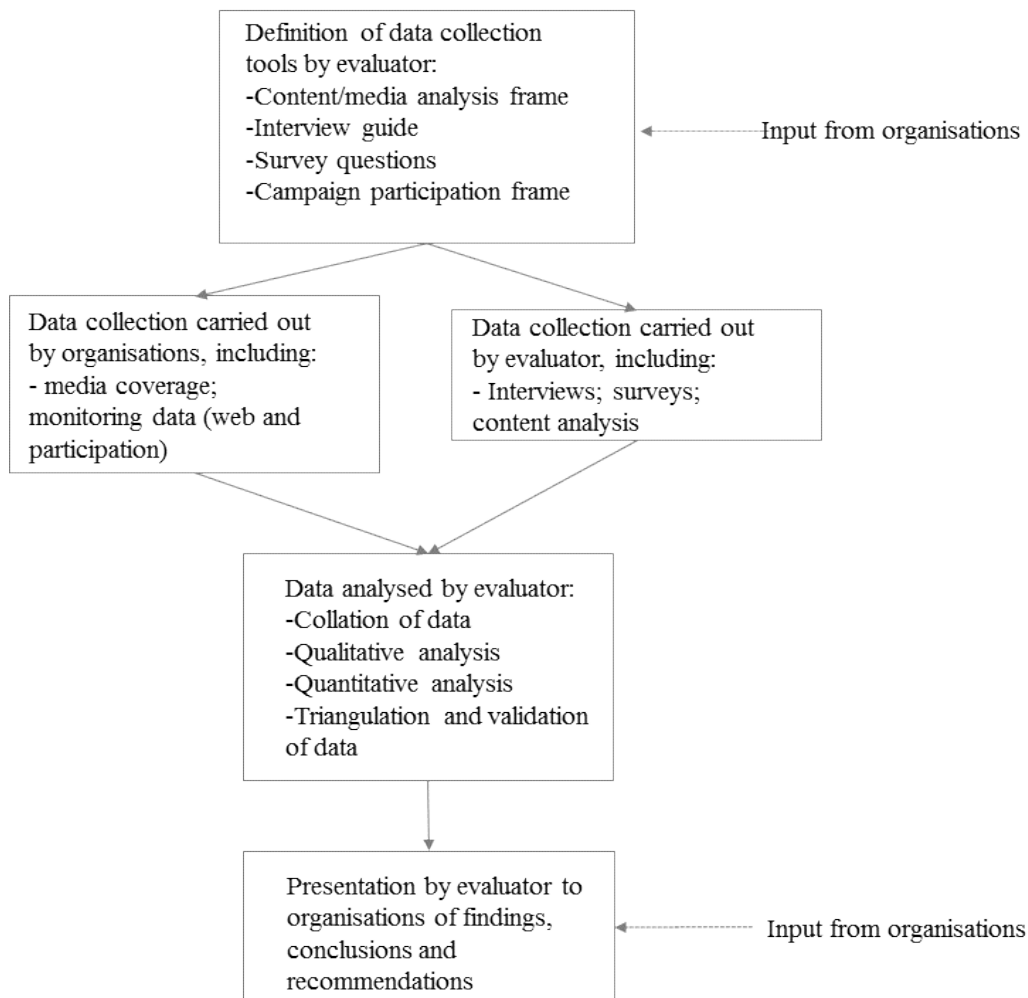 Definition of data collection
tools by evaluator:
-Content/media analysis frame
-Interview guide
-Survey questions
-Campaign participation frame
Input from organisations
Data collection carried out
by organisations, including:
- media coverage;
monitoring data (web and
participation)
Data collection carried out
by evaluator, including:
- Interviews; surveys;
content analysis
Data analysed by evaluator:
-Collation of data
-Qualitative analysis
-Quantitative analysis
-Triangulation and validation
of data
Presentation by evaluator to
organisations of findings,
conclusions and
recommendations
Input from organisations